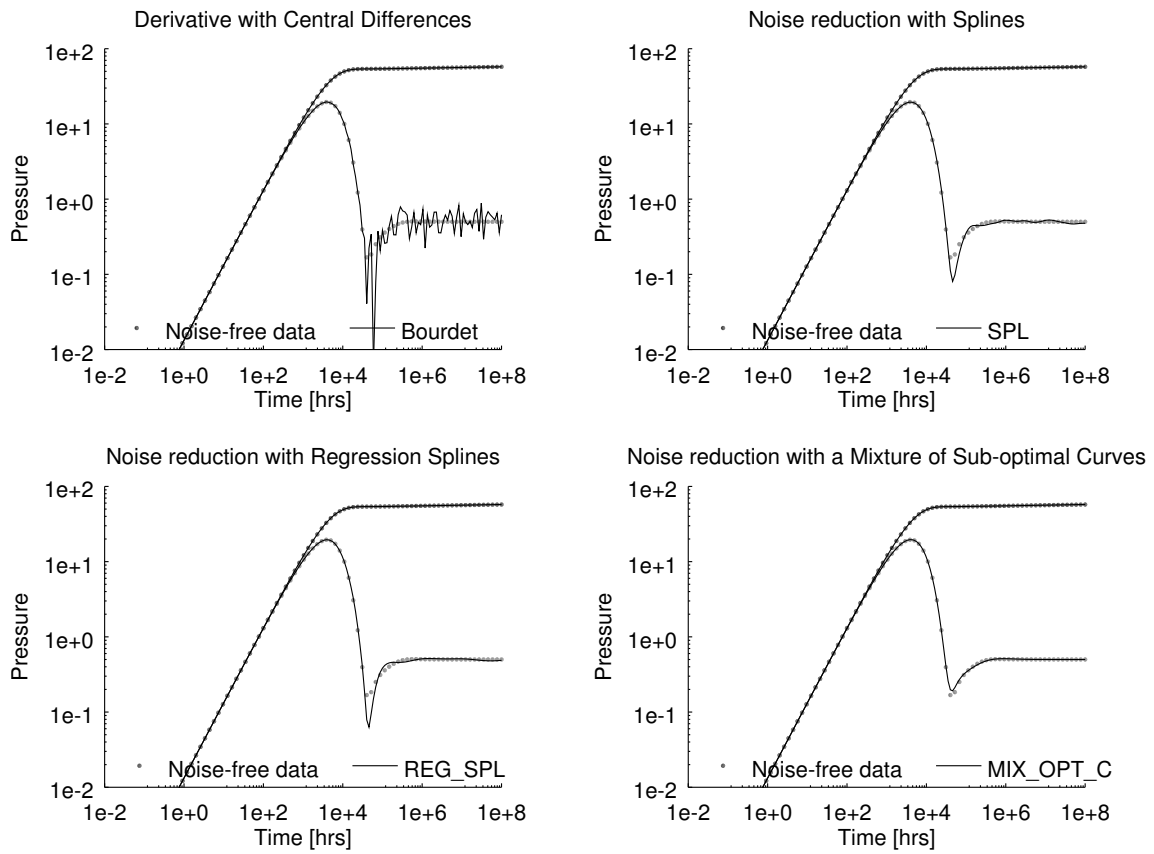 Derivative with Central Differences
Pressure
1e+2
1e+1
1e+0
1e-1
1e-2
Noise-free data
Bourdet
1e-2 1e+0 1e+2 1e+4 1e+6 1e+8
Time [hrs]
Noise reduction with Splines
Pressure
1e+2
1e+1
1e+0
1e-1
1e-2
Noise-free data
SPL
1e-2 1e+0 1e+2 1e+4 1e+6 1e+8
Time [hrs]
Noise reduction with Regression Splines
Pressure
1e+2
1e+1
1e+0
1e-1
1e-2
Noise-free data
REG_SPL
1e-2 1e+0 1e+2 1e+4 1e+6 1e+8
Time [hrs]
Noise reduction with a Mixture of Sub-optimal Curves
Pressure
1e+2
1e+1
1e+0
1e-1
1e-2
Noise-free data
MIX_OPT_C
1e-2 1e+0 1e+2 1e+4 1e+6 1e+8
Time [hrs]